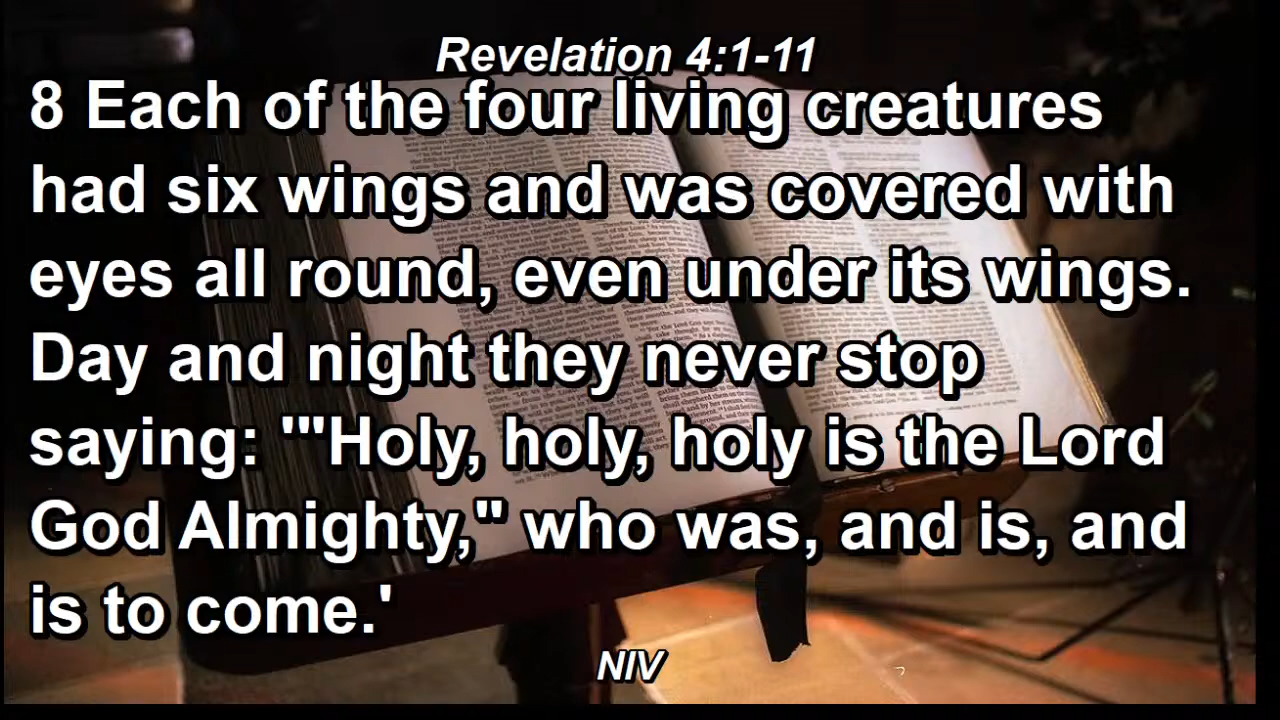 Revelation 4:1-11
8 Each of the four living creatures
had six wings and was covered with
eyes all round, even under its wings.
Day and night they never stop
saying: '"Holy, holy, holy is the Lord
God Almighty," who was, and is, and
is to come.'
NIV